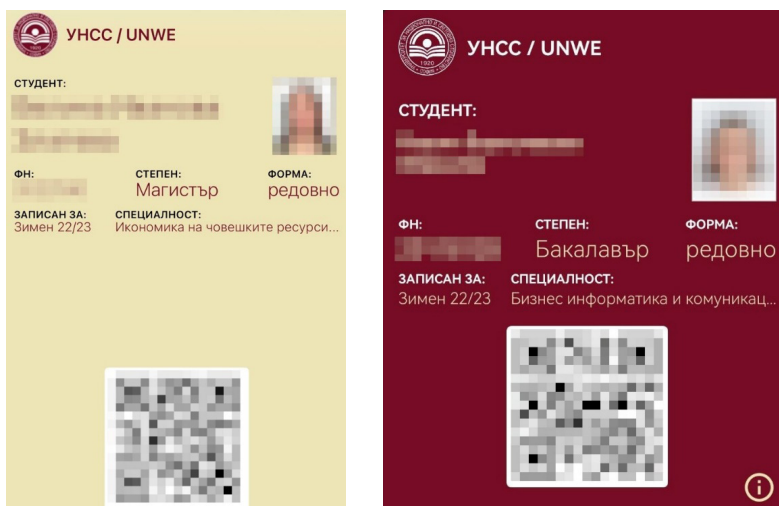 УНСС / UNWE
СТУДЕНТ:
ФН:
СТЕПЕН:
ФОРМА:
Магистър
редовно
ЗАПИСАН ЗА:
СПЕЦИАЛНОСТ:
Зимен 22/23
Икономика на човешките ресурси...
УНСС / UNWE
1920
СТУДЕНТ:
ФН:
СТЕПЕН:
ФОРМА:
Бакалавър
редовно
ЗАПИСАН ЗА:
СПЕЦИАЛНОСТ:
Зимен 22/23
Бизнес информатика и комуникац...